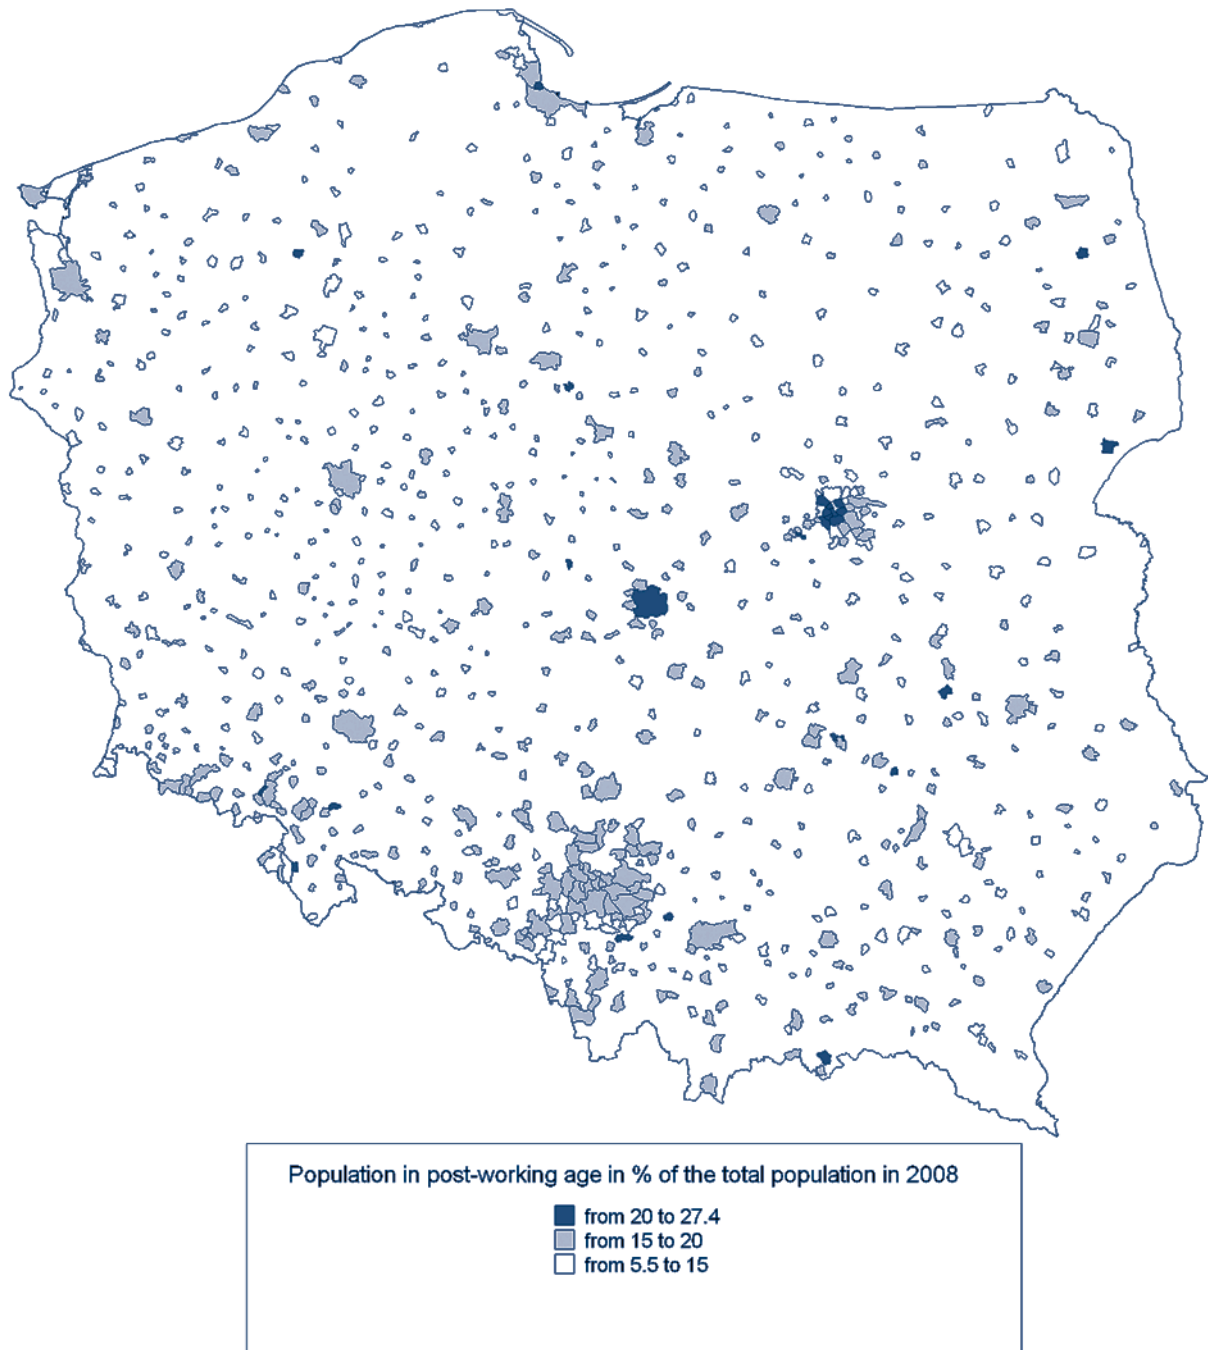 Population in post-working age in % of the total population in 2008
from 20 to 27.4
from 15 to 20
from 5.5 to 15